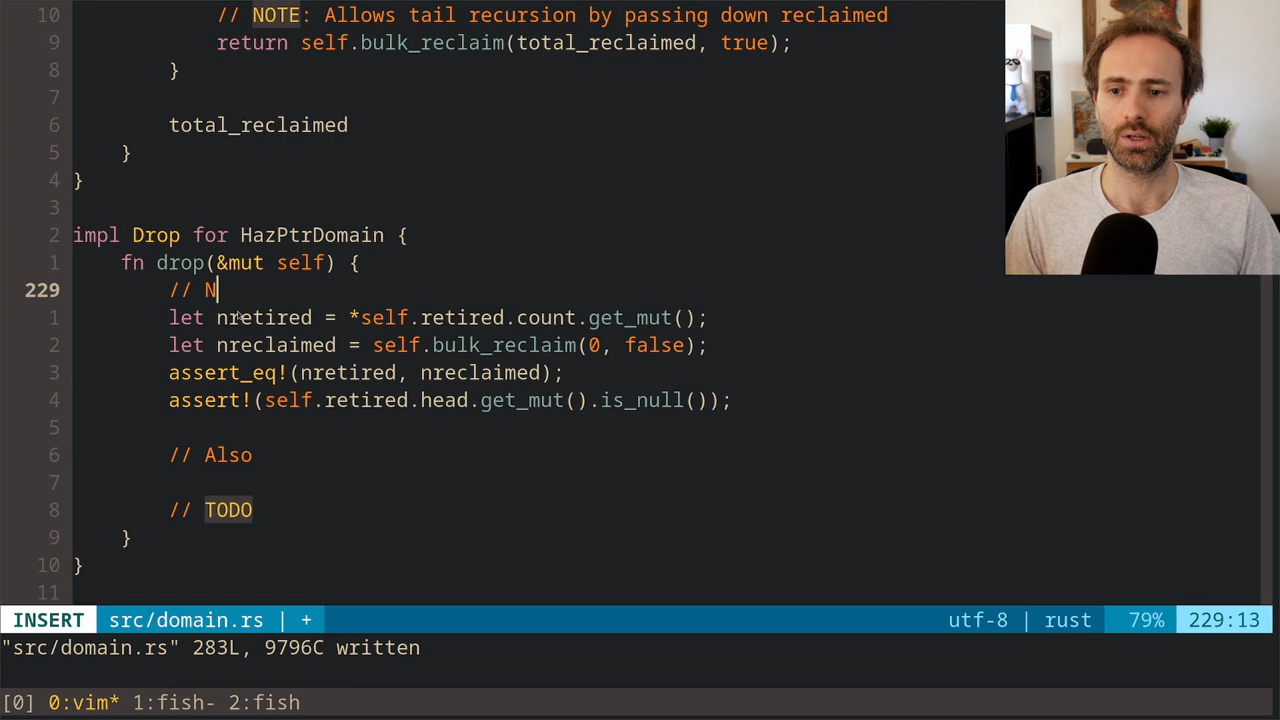 10 // NOTE: Allows tail recursion by passing down reclaimed
9 return self.bulk_reclaim(total_reclaimed, true);
8 }
7
6 total_reclaimed
5 }
4 }
3
2 impl Drop for HazPtrDomain {
1 fn drop(&mut self) {
229 // N
1 let nretired = *self.retired.count.get_mut();
2 let nreclaimed = self.bulk_reclaim(0, false);
3 assert_eq!(nretired, nreclaimed);
4 assert!(self.retired.head.get_mut().is_null());
5
6 // Also
7
8 // TODO
9 }
10 }
11
INSERT src/domain.rs | + utf-8 | rust 79% 229:13
"src/domain.rs" 283L, 9796C written
[0] 0:vim* 1:fish- 2:fish